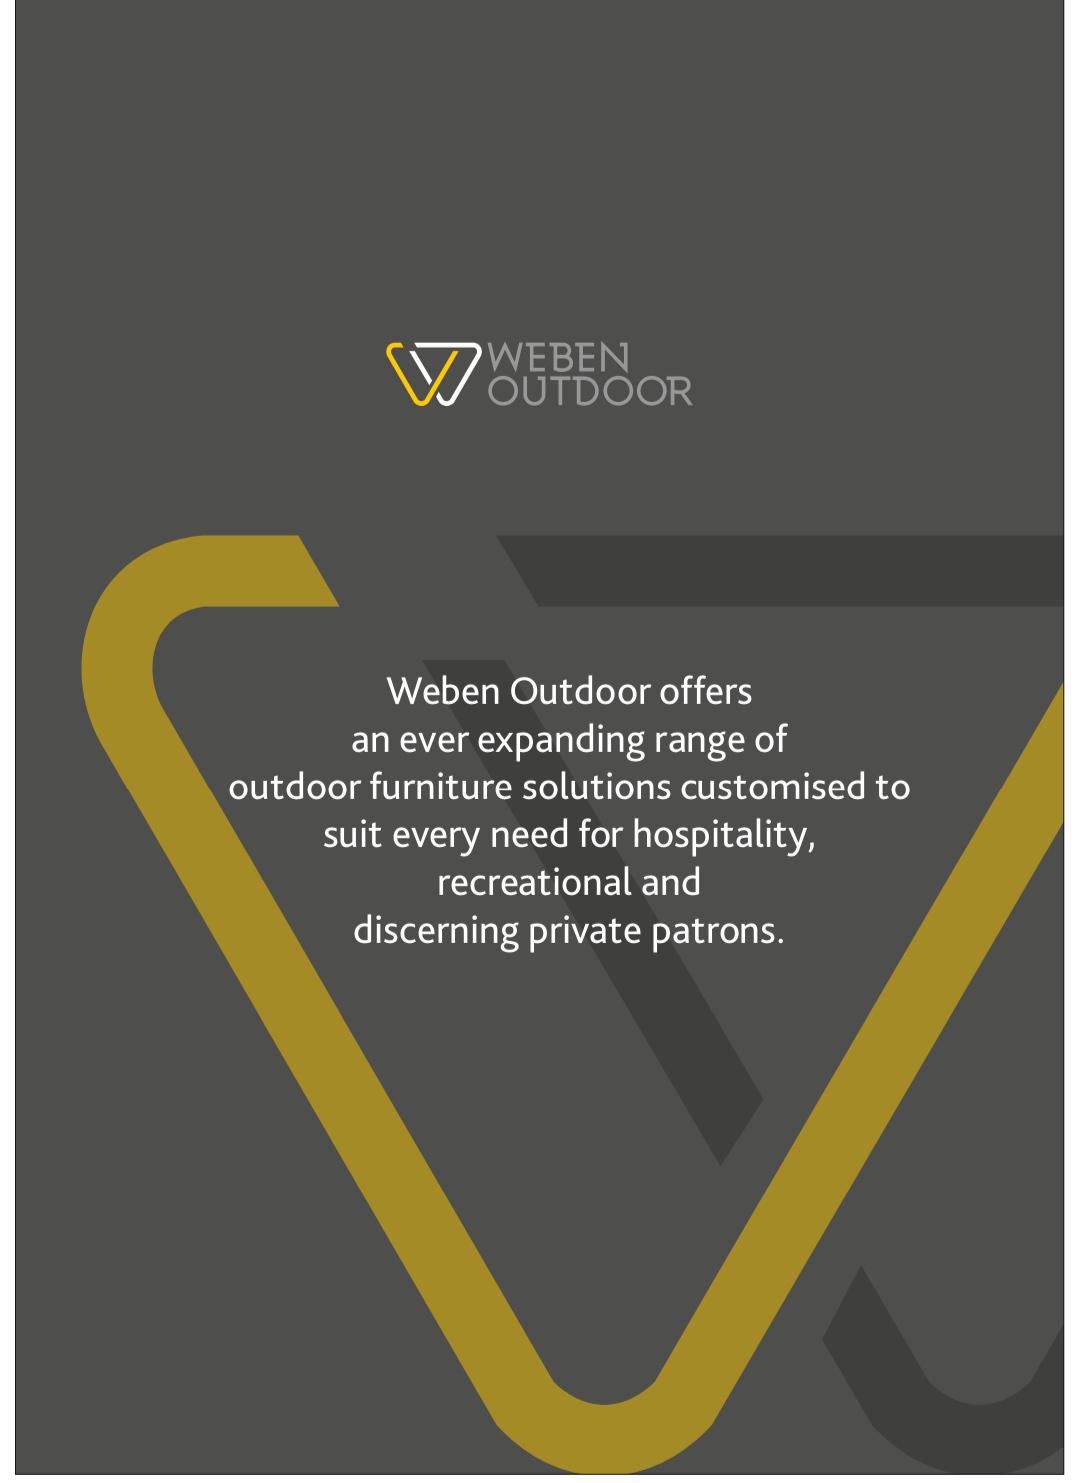 WEBEN
OUTDOOR
Weben Outdoor offers
an ever expanding range of
outdoor furniture solutions customised to
suit every need for hospitality,
recreational and
discerning private patrons.